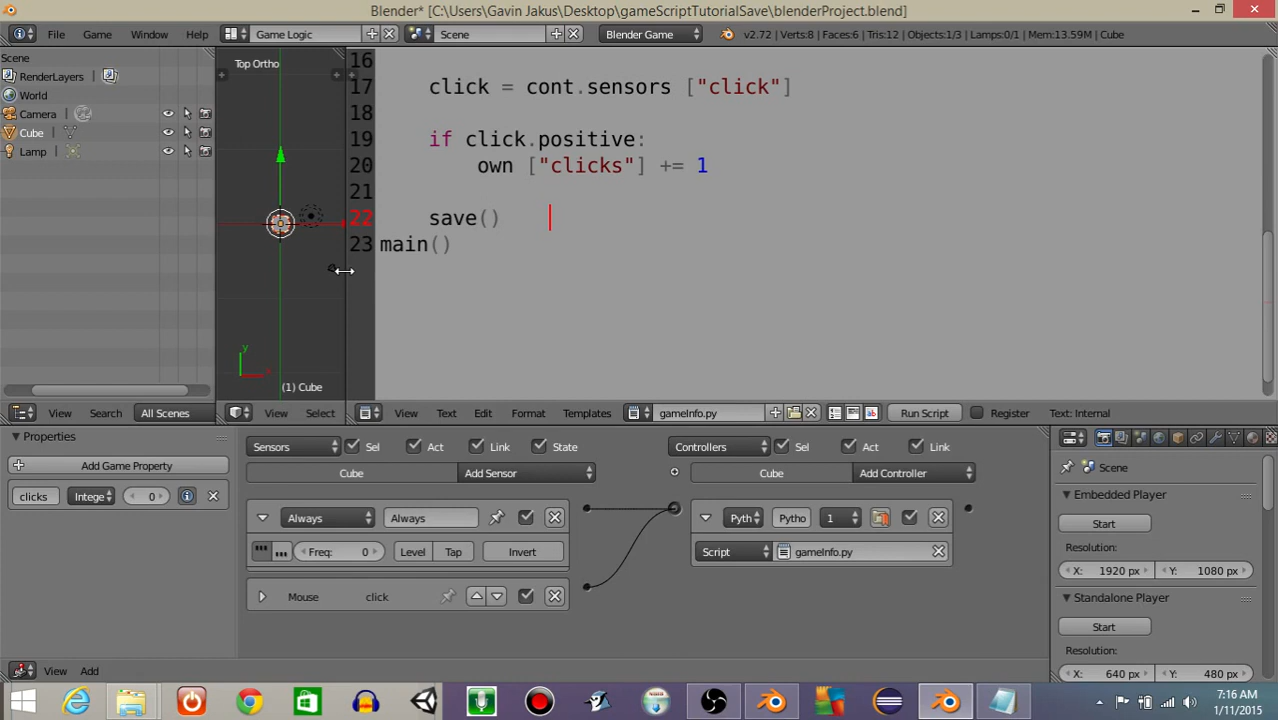 Blender* [C:\Users\Gavin Jakus\Desktop\gameScriptTutorialSave\blenderProject.blend]
File Game Window Help Game Logic Scene Blender Game v2.72 | Verts:8 | Faces:6 | Tris:12 | Objects:1/3 | Lamps:0/1 | Mem:13.59M | Cube
Scene
RenderLayers
World
Camera
Cube
Lamp
Top Ortho
y
x
(1) Cube
16
17 click = cont.sensors ["click"]
18
19 if click.positive:
20 own ["clicks"] += 1
21
22 save()
23 main()
View Search All Scenes
View Select
View Text Edit Format Templates gameInfo.py Run Script Register Text: Internal
Properties
Add Game Property
clicks Intege 0
Sensors Sel Act Link State
Cube Add Sensor
Always Always
Freq: 0 Level Tap Invert
Mouse click
Controllers Sel Act Link
Cube Add Controller
Pyth Pytho 1
Script gameInfo.py
View Add
Scene
Embedded Player
Start
Resolution:
X: 1920 px Y: 1080 px
Standalone Player
Start
Resolution:
X: 640 px Y: 480 px
7:16 AM
1/11/2015